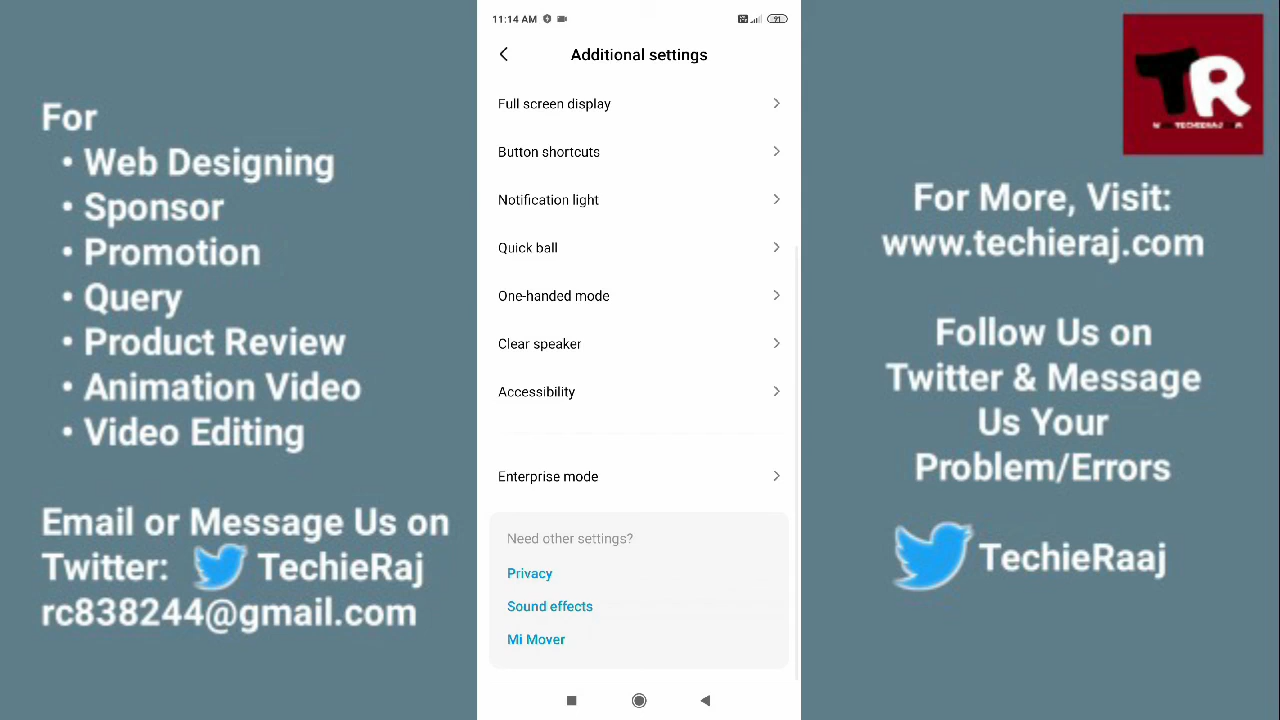 For
• Web Designing
• Sponsor
• Promotion
• Query
• Product Review
• Animation Video
• Video Editing
Email or Message Us on
Twitter: TechieRaj
rc838244@gmail.com
11:14 AM
91
Additional settings
Full screen display
Button shortcuts
Notification light
Quick ball
One-handed mode
Clear speaker
Accessibility
Enterprise mode
Need other settings?
Privacy
Sound effects
Mi Mover
TR
For More, Visit:
www.techieraj.com
Follow Us on
Twitter & Message
Us Your
Problem/Errors
TechieRaaj